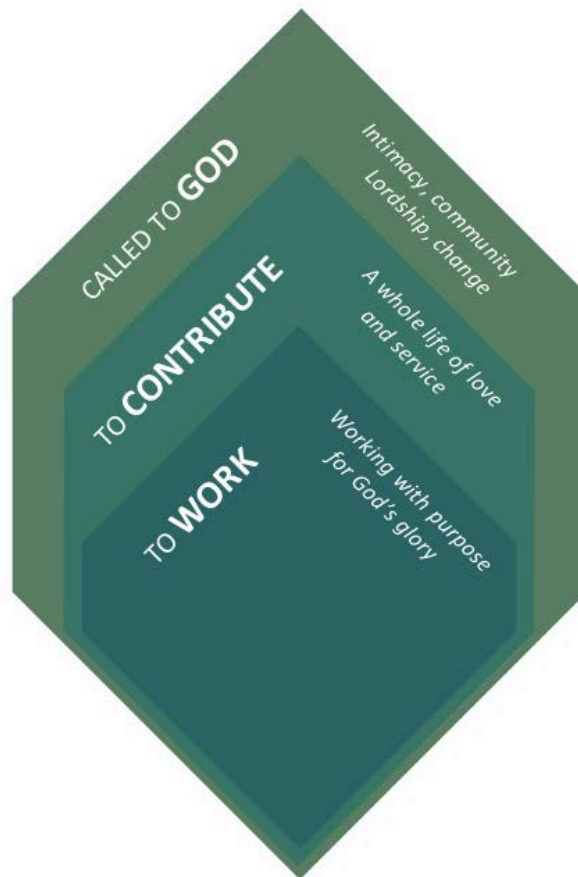 CALLED TO GOD
Intimacy, community
Lordship, change
TO CONTRIBUTE
A whole life of love
and service
TO WORK
Working with purpose
for God's glory